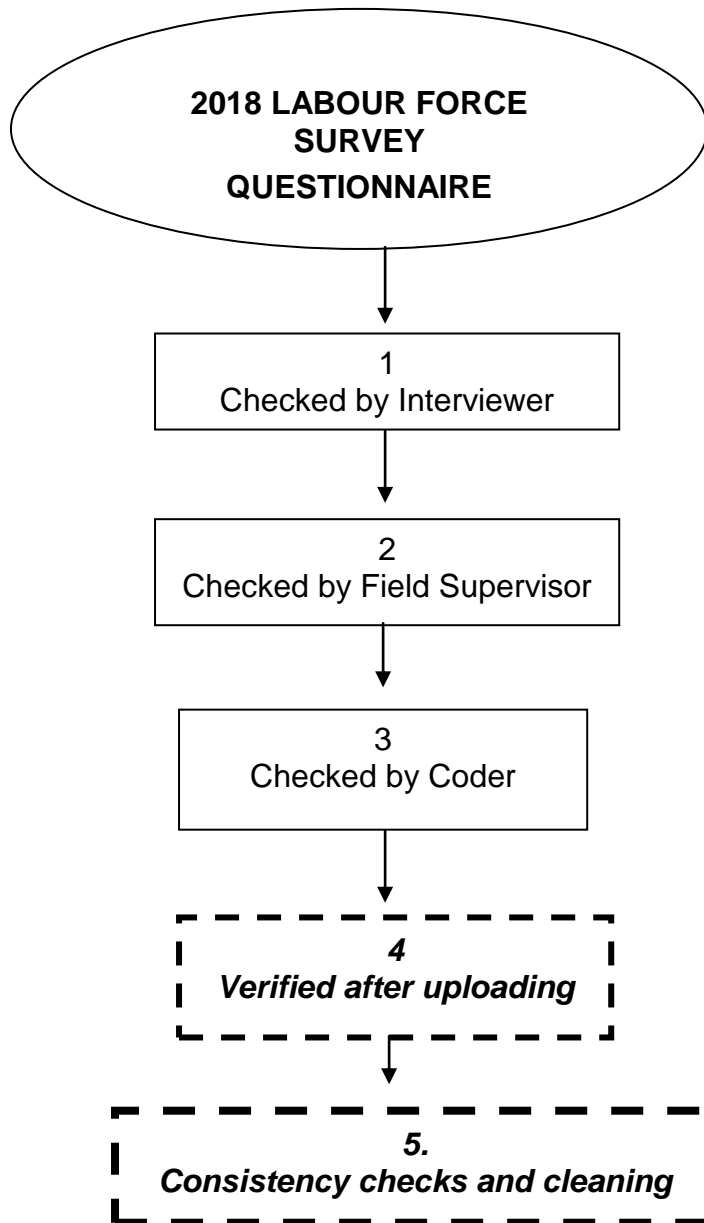 2018 LABOUR FORCE
SURVEY
QUESTIONNAIRE
1
Checked by Interviewer
2
Checked by Field Supervisor
3
Checked by Coder
4
Verified after uploading
5.
Consistency checks and cleaning